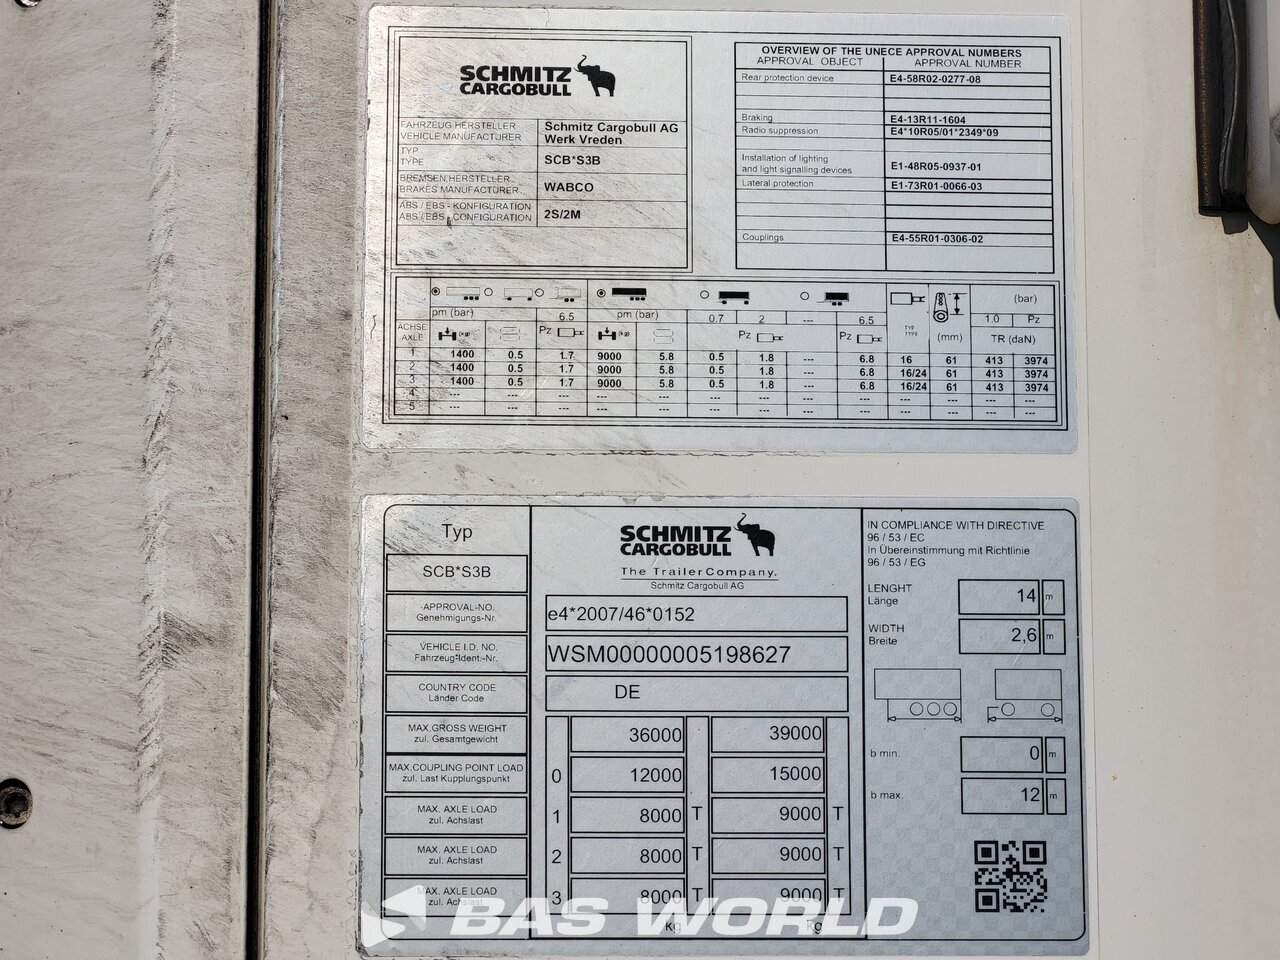 SCHMITZ
CARGOBULL
FAHRZEUG HERSTELLER
VEHICLE MANUFACTURER
Schmitz Cargobull AG
Werk Vreden
TYP
TYPE
SCB*S3B
BREMSEN HERSTELLER
BRAKES MANUFACTURER
WABCO
ABS / EBS - KONFIGURATION
ABS / EBS - CONFIGURATION
2S/2M
OVERVIEW OF THE UNECE APPROVAL NUMBERS
APPROVAL OBJECT APPROVAL NUMBER
Rear protection device E4-58R02-0277-08
Braking E4-13R11-1604
Radio suppression E4*10R05/01*2349*09
Installation of lighting
and light signalling devices E1-48R05-0937-01
Lateral protection E1-73R01-0066-03
Couplings E4-55R01-0306-02
pm (bar) 6.5 pm (bar) 0.7 2 --- 6.5 (bar)
1.0 Pz
ACHSE
AXLE
Pz Pz Pz TYP
TYPE
(mm) TR (daN)
1 1400 0.5 1.7 9000 5.8 0.5 1.8 --- 6.8 16 61 413 3974
2 1400 0.5 1.7 9000 5.8 0.5 1.8 --- 6.8 16/24 61 413 3974
3 1400 0.5 1.7 9000 5.8 0.5 1.8 --- 6.8 16/24 61 413 3974
4 --- --- --- --- --- --- --- --- --- --- --- --- ---
5 --- --- --- --- --- --- --- --- --- --- --- --- ---
Typ
SCB*S3B
APPROVAL-NO.
Genehmigungs-Nr.
VEHICLE I.D. NO.
Fahrzeug-Ident.-Nr.
COUNTRY CODE
Länder Code
MAX.GROSS WEIGHT
zul. Gesamtgewicht
MAX.COUPLING POINT LOAD
zul. Last Kupplungspunkt
MAX. AXLE LOAD
zul. Achslast
MAX. AXLE LOAD
zul. Achslast
MAX. AXLE LOAD
zul. Achslast
SCHMITZ
CARGOBULL
The Trailer Company.
Schmitz Cargobull AG
e4*2007/46*0152
WSM00000005198627
DE
36000 39000
0 12000 15000
1 8000 T 9000 T
2 8000 T 9000 T
3 8000 T 9000 T
kg kg
IN COMPLIANCE WITH DIRECTIVE
96 / 53 / EC
In Übereinstimmung mit Richtlinie
96 / 53 / EG
LENGHT
Länge
14 m
WIDTH
Breite
2,6 m
b min. 0 m
b max. 12 m
BAS WORLD